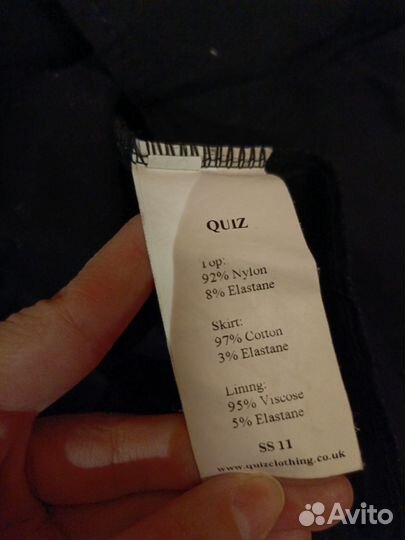 QUIZ
Top:
92% Nylon
8% Elastane
Skirt:
97% Cotton
3% Elastane
Lining:
95% Viscose
5% Elastane
SS 11
www.quizclothing.co.uk
Avito